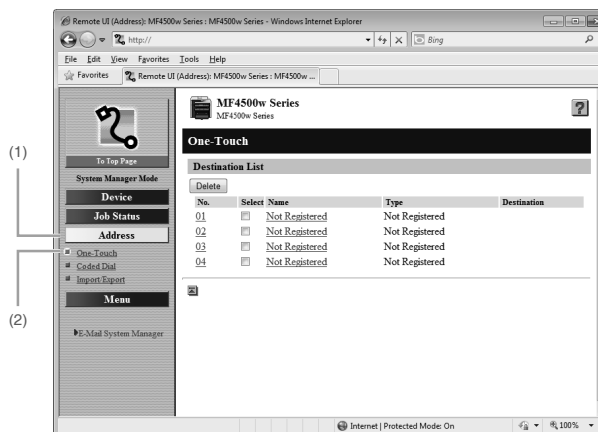 Remote UI (Address): MF4500w Series : MF4500w Series - Windows Internet Explorer
http://
Bing
File Edit View Favorites Tools Help
Favorites Remote UI (Address): MF4500w Series : MF4500w ...
MF4500w Series
MF4500w Series
?
To Top Page
System Manager Mode
Device
Job Status
Address
One-Touch
Coded Dial
Import/Export
Menu
E-Mail System Manager
(1)
(2)
One-Touch
Destination List
Delete
No. Select Name Type Destination
01 Not Registered Not Registered
02 Not Registered Not Registered
03 Not Registered Not Registered
04 Not Registered Not Registered
Internet | Protected Mode: On 100%